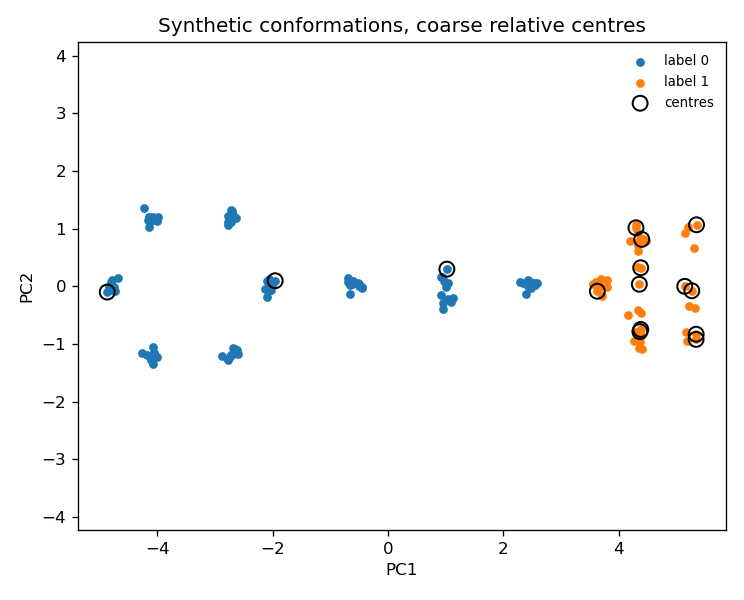 Synthetic conformations, coarse relative centres
label 0
label 1
centres
4
3
2
1
0
−1
−2
−3
−4
PC2
−4
−2
0
2
4
PC1